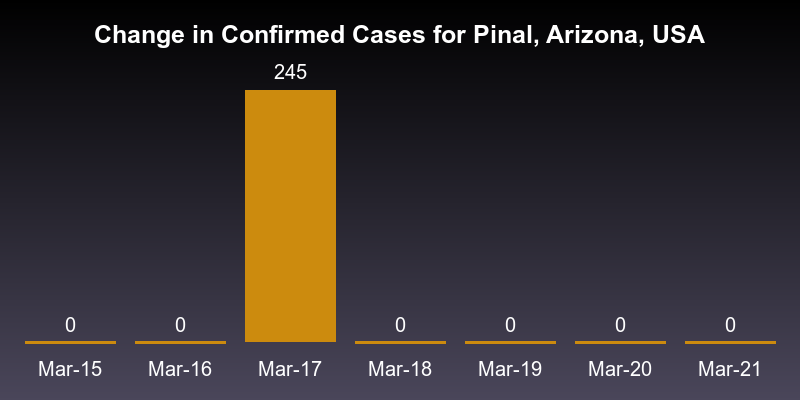 Change in Confirmed Cases for Pinal, Arizona, USA
245
0 0 0 0 0 0
Mar-15 Mar-16 Mar-17 Mar-18 Mar-19 Mar-20 Mar-21